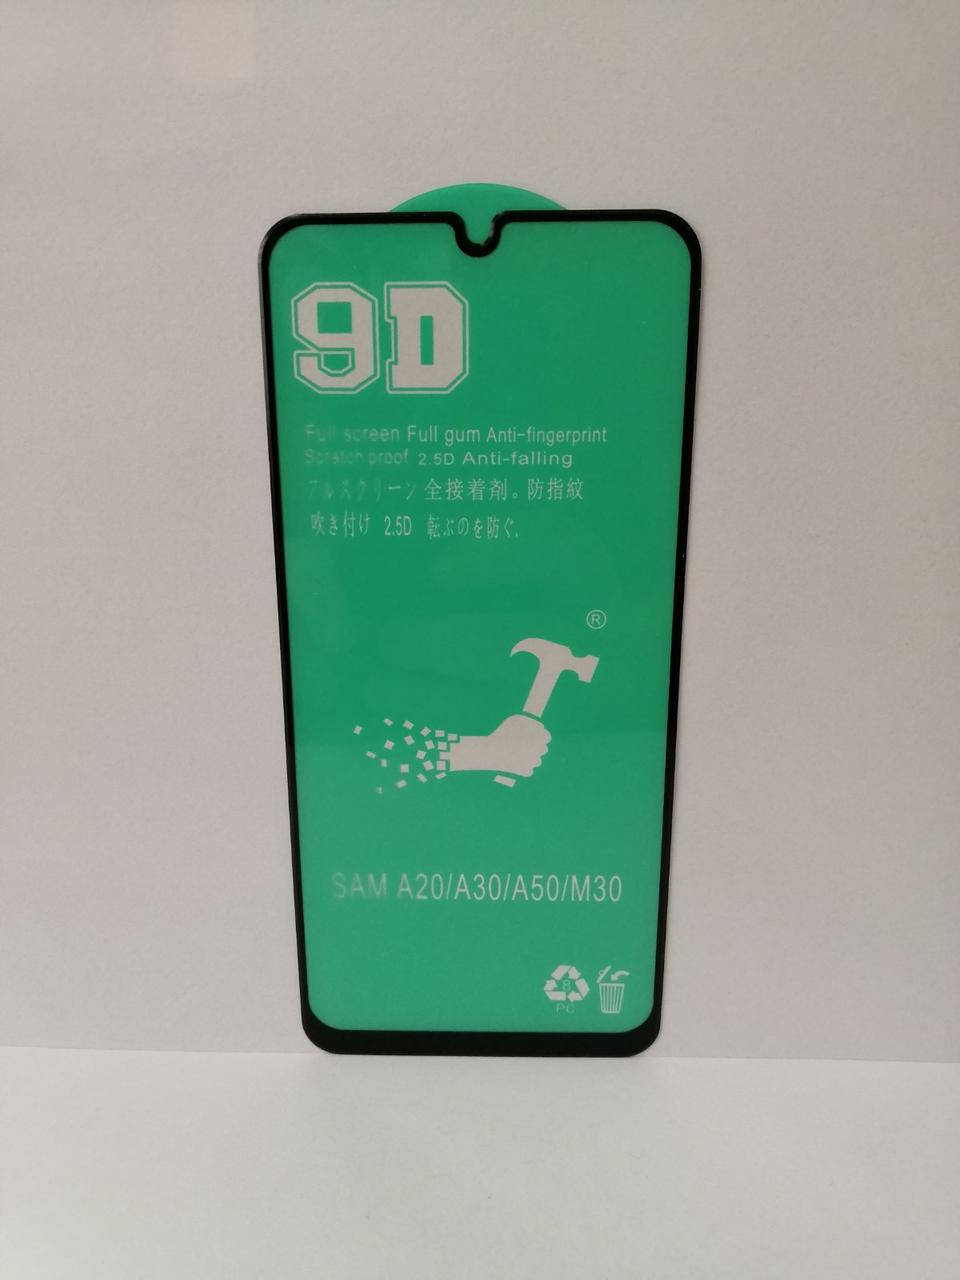 9D
Full screen Full gum Anti-fingerprint
Scratch proof 2.5D Anti-falling
フルスクリーン 全接着剤。防指紋
吹き付け 2.5D 転ぶのを防ぐ.
®
SAM A20/A30/A50/M30
8
PC